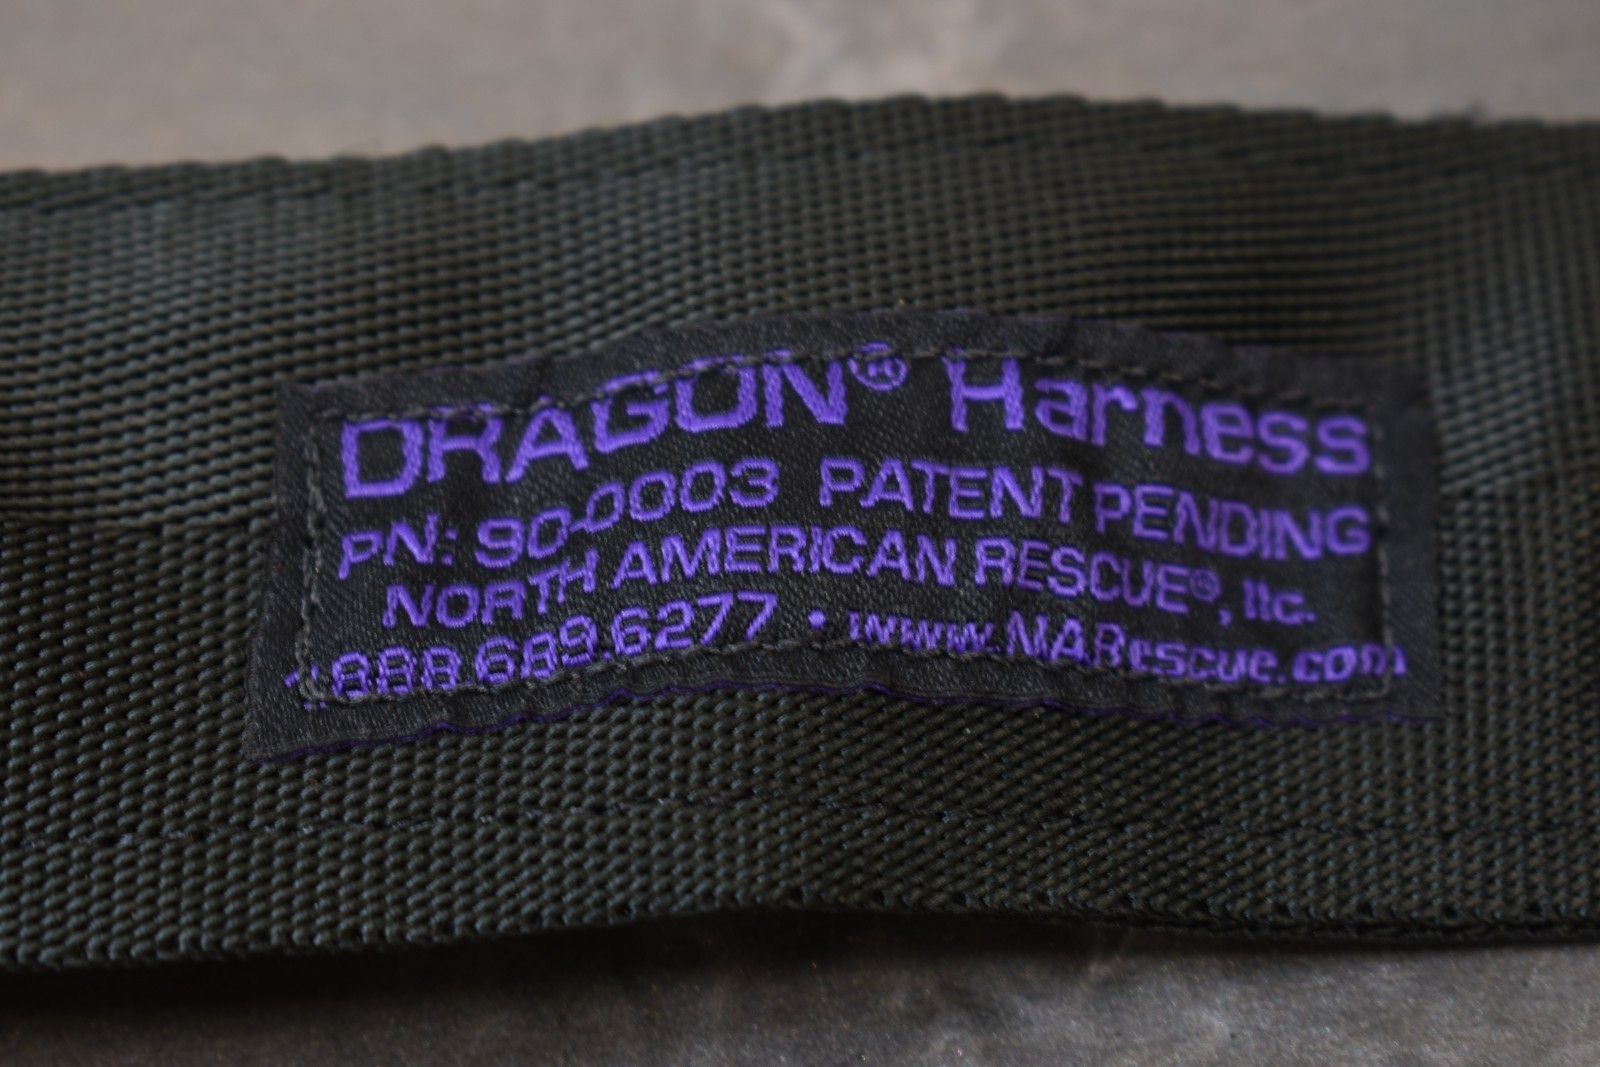 DRAGON® Harness
PN: 90-0003 PATENT PENDING
NORTH AMERICAN RESCUE®, llc.
1.888.689.6277 • www.NARescue.com